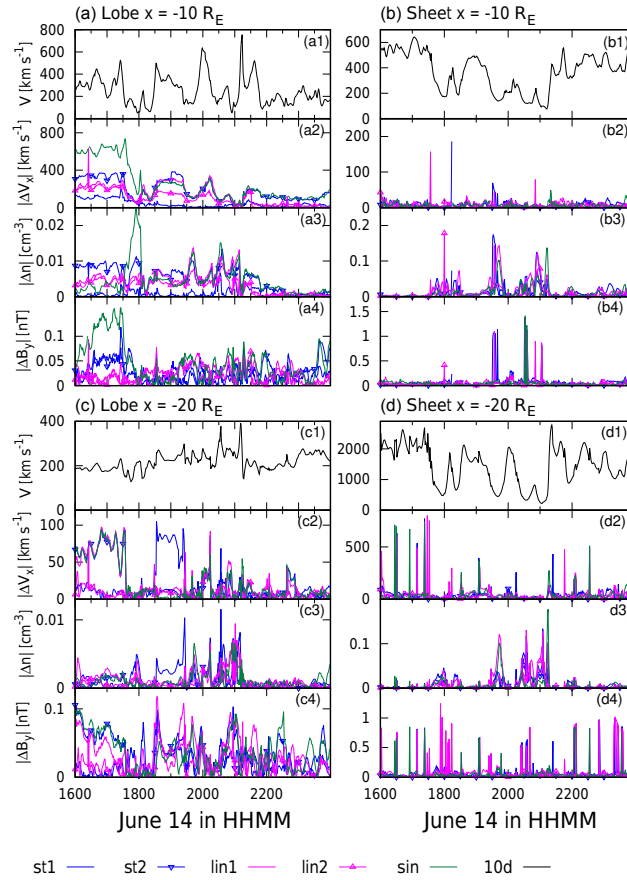 (a) Lobe x = -10 R_E
(b) Sheet x = -10 R_E
V [km s⁻¹]
800
600
400
200
0
(a1)
600
400
200
0
(b1)
|ΔVₓ| [km s⁻¹]
800
400
0
(a2)
200
100
0
(b2)
|Δn| [cm⁻³]
0.02
0.01
0
(a3)
0.2
0.1
0
(b3)
|ΔB_y| [nT]
0.1
0.05
0
(a4)
1.5
1
0.5
0
(b4)
(c) Lobe x = -20 R_E
(d) Sheet x = -20 R_E
V [km s⁻¹]
400
200
0
(c1)
2000
1000
0
(d1)
|ΔVₓ| [km s⁻¹]
100
50
0
(c2)
500
0
(d2)
|Δn| [cm⁻³]
0.01
0
(c3)
0.1
0
d3
|ΔB_y| [nT]
0.1
0
(c4)
1
0.5
0
(d4)
1600 1800 2000 2200
1600 1800 2000 2200
June 14 in HHMM
June 14 in HHMM
st1 st2 lin1 lin2 sin 10d